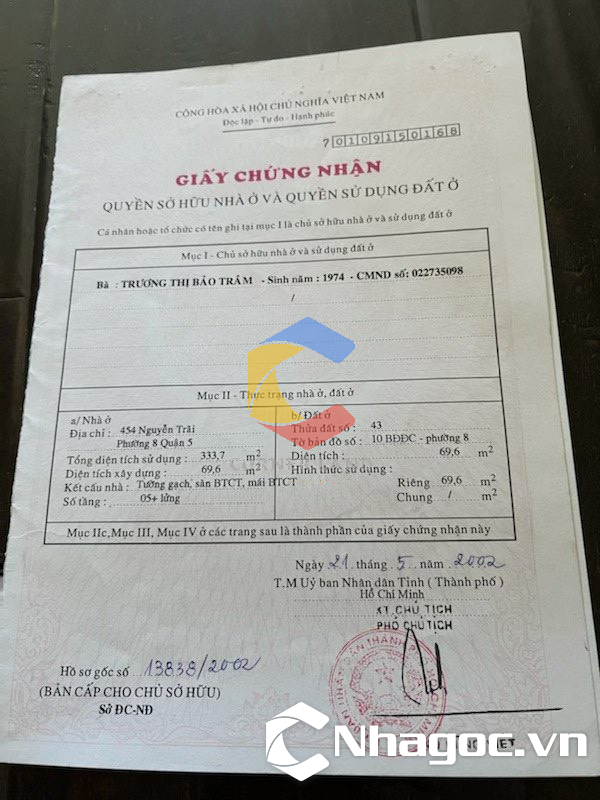 CỘNG HÒA XÃ HỘI CHỦ NGHĨA VIỆT NAM
Độc lập - Tự do - Hạnh phúc
7 0109150168
GIẤY CHỨNG NHẬN
QUYỀN SỞ HỮU NHÀ Ở VÀ QUYỀN SỬ DỤNG ĐẤT Ở
Cá nhân hoặc tổ chức có tên ghi tại mục I là chủ sở hữu nhà ở và sử dụng đất ở
Mục I - Chủ sở hữu nhà ở và sử dụng đất ở
Bà : TRƯƠNG THỊ BẢO TRÂM - Sinh năm : 1974 - CMND số: 022735098
/
Mục II - Thực trạng nhà ở, đất ở
a/ Nhà ở
Địa chỉ : 454 Nguyễn Trãi
Phường 8 Quận 5
Tổng diện tích sử dụng : 333,7 m2
Diện tích xây dựng : 69,6 m2
Kết cấu nhà : Tường gạch, sàn BTCT, mái BTCT
Số tầng : 05+ lửng
b/ Đất ở
Thửa đất số : 43
Tờ bản đồ số : 10 BĐĐC - phường 8
Diện tích : 69,6 m2
Hình thức sử dụng :
Riêng 69,6 m2
Chung / m2
Mục IIc, Mục III, Mục IV ở các trang sau là thành phần của giấy chứng nhận này
Ngày 21 tháng 5 năm 2002
T.M Uỷ ban Nhân dân Tỉnh ( Thành phố )
Hồ Chí Minh
KT CHỦ TỊCH
PHÓ CHỦ TỊCH
Hồ sơ gốc số 13838/2002
(BẢN CẤP CHO CHỦ SỞ HỮU)
Sở ĐC-NĐ
Nhagoc.vn